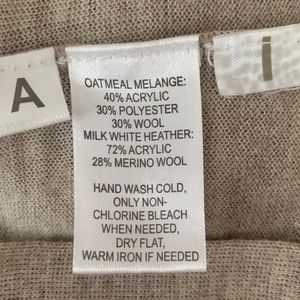 A
i
OATMEAL MELANGE:
40% ACRYLIC
30% POLYESTER
30% WOOL
MILK WHITE HEATHER:
72% ACRYLIC
28% MERINO WOOL
HAND WASH COLD,
ONLY NON-
CHLORINE BLEACH
WHEN NEEDED,
DRY FLAT,
WARM IRON IF NEEDED